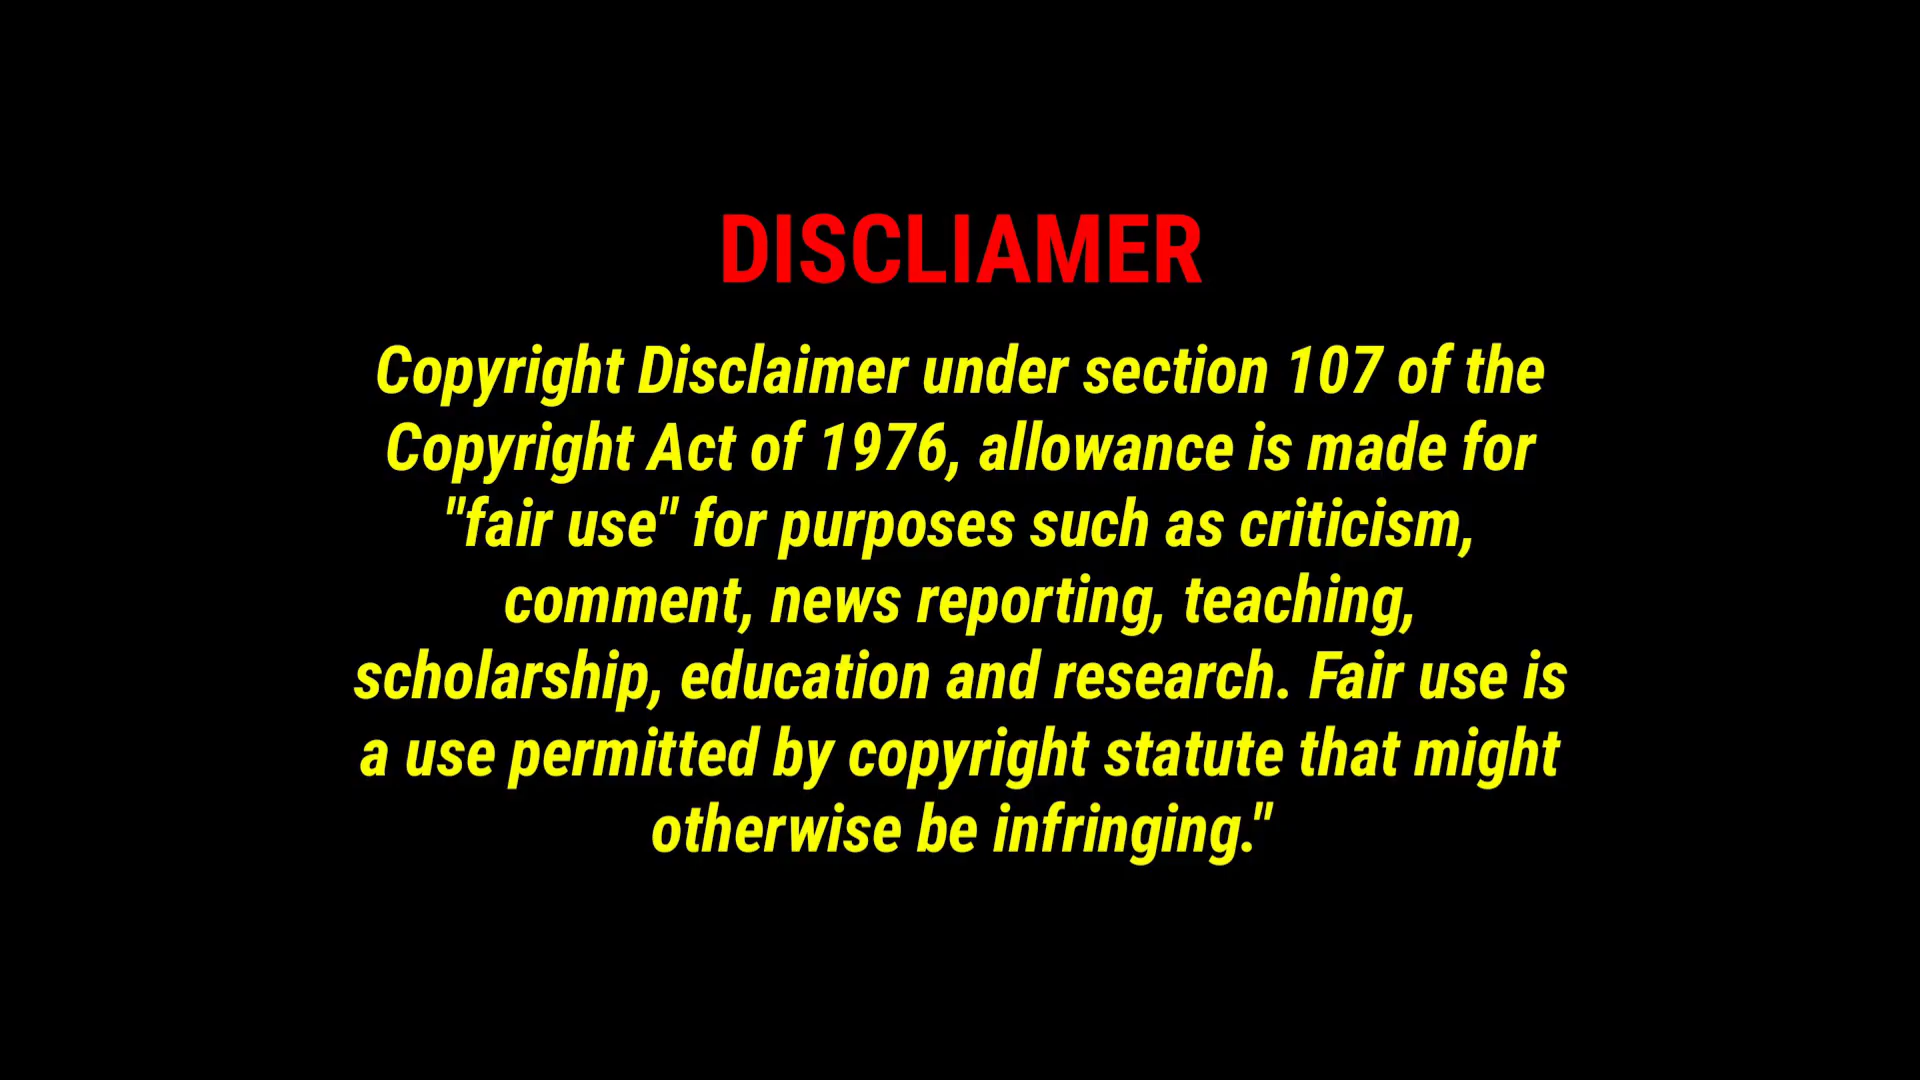 DISCLIAMER
Copyright Disclaimer under section 107 of the
Copyright Act of 1976, allowance is made for
"fair use" for purposes such as criticism,
comment, news reporting, teaching,
scholarship, education and research. Fair use is
a use permitted by copyright statute that might
otherwise be infringing."